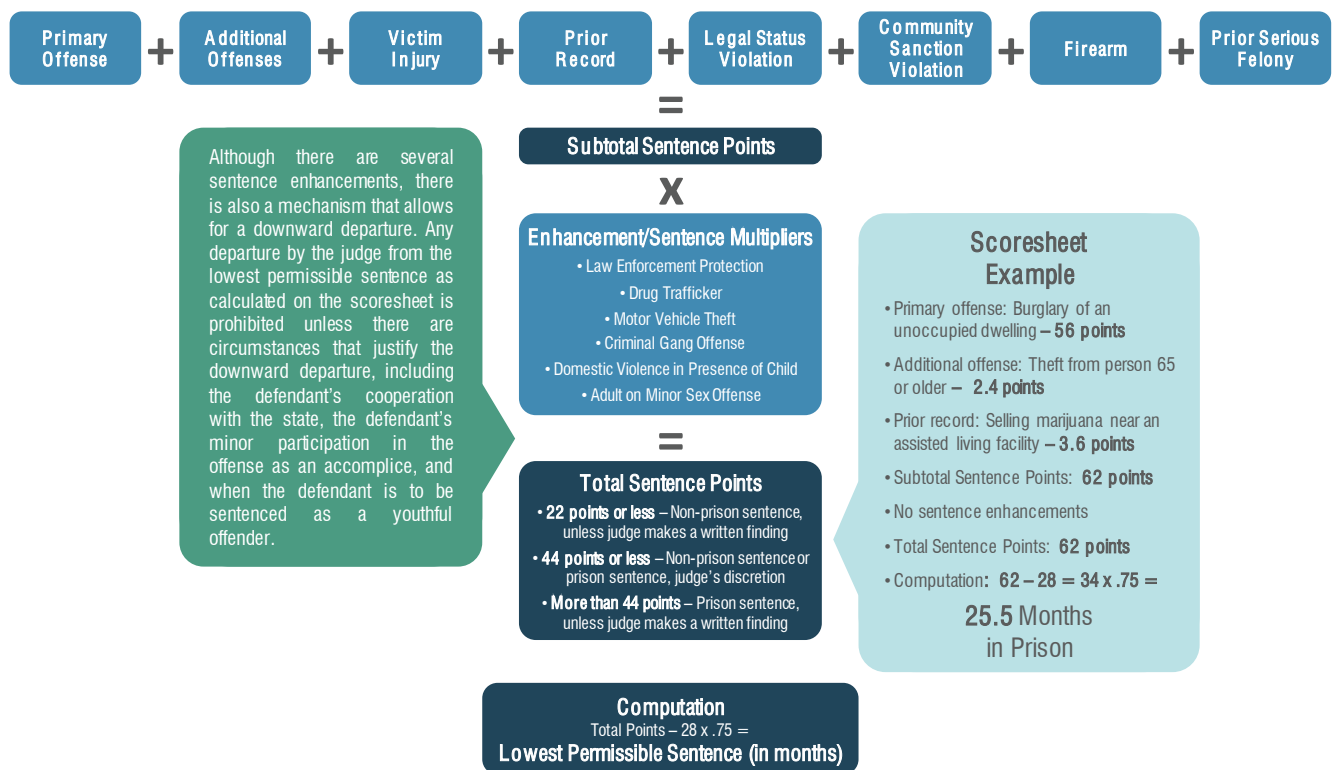 Primary
Offense
+
Additional
Offenses
+
Victim
Injury
+
Prior
Record
+
Legal Status
Violation
+
Community
Sanction
Violation
+
Firearm
+
Prior Serious
Felony
=
Subtotal Sentence Points
X
Although there are several
sentence enhancements, there
is also a mechanism that allows
for a downward departure. Any
departure by the judge from the
lowest permissible sentence as
calculated on the scoresheet is
prohibited unless there are
circumstances that justify the
downward departure, including
the defendant’s cooperation
with the state, the defendant’s
minor participation in the
offense as an accomplice, and
when the defendant is to be
sentenced as a youthful
offender.
Enhancement/Sentence Multipliers
• Law Enforcement Protection
• Drug Trafficker
• Motor Vehicle Theft
• Criminal Gang Offense
• Domestic Violence in Presence of Child
• Adult on Minor Sex Offense
=
Total Sentence Points
• 22 points or less – Non-prison sentence,
unless judge makes a written finding
• 44 points or less – Non-prison sentence or
prison sentence, judge’s discretion
• More than 44 points – Prison sentence,
unless judge makes a written finding
Scoresheet
Example
• Primary offense: Burglary of an
unoccupied dwelling – 56 points
• Additional offense: Theft from person 65
or older – 2.4 points
• Prior record: Selling marijuana near an
assisted living facility – 3.6 points
• Subtotal Sentence Points: 62 points
• No sentence enhancements
• Total Sentence Points: 62 points
• Computation: 62 – 28 = 34 x .75 =
25.5 Months
in Prison
Computation
Total Points – 28 x .75 =
Lowest Permissible Sentence (in months)